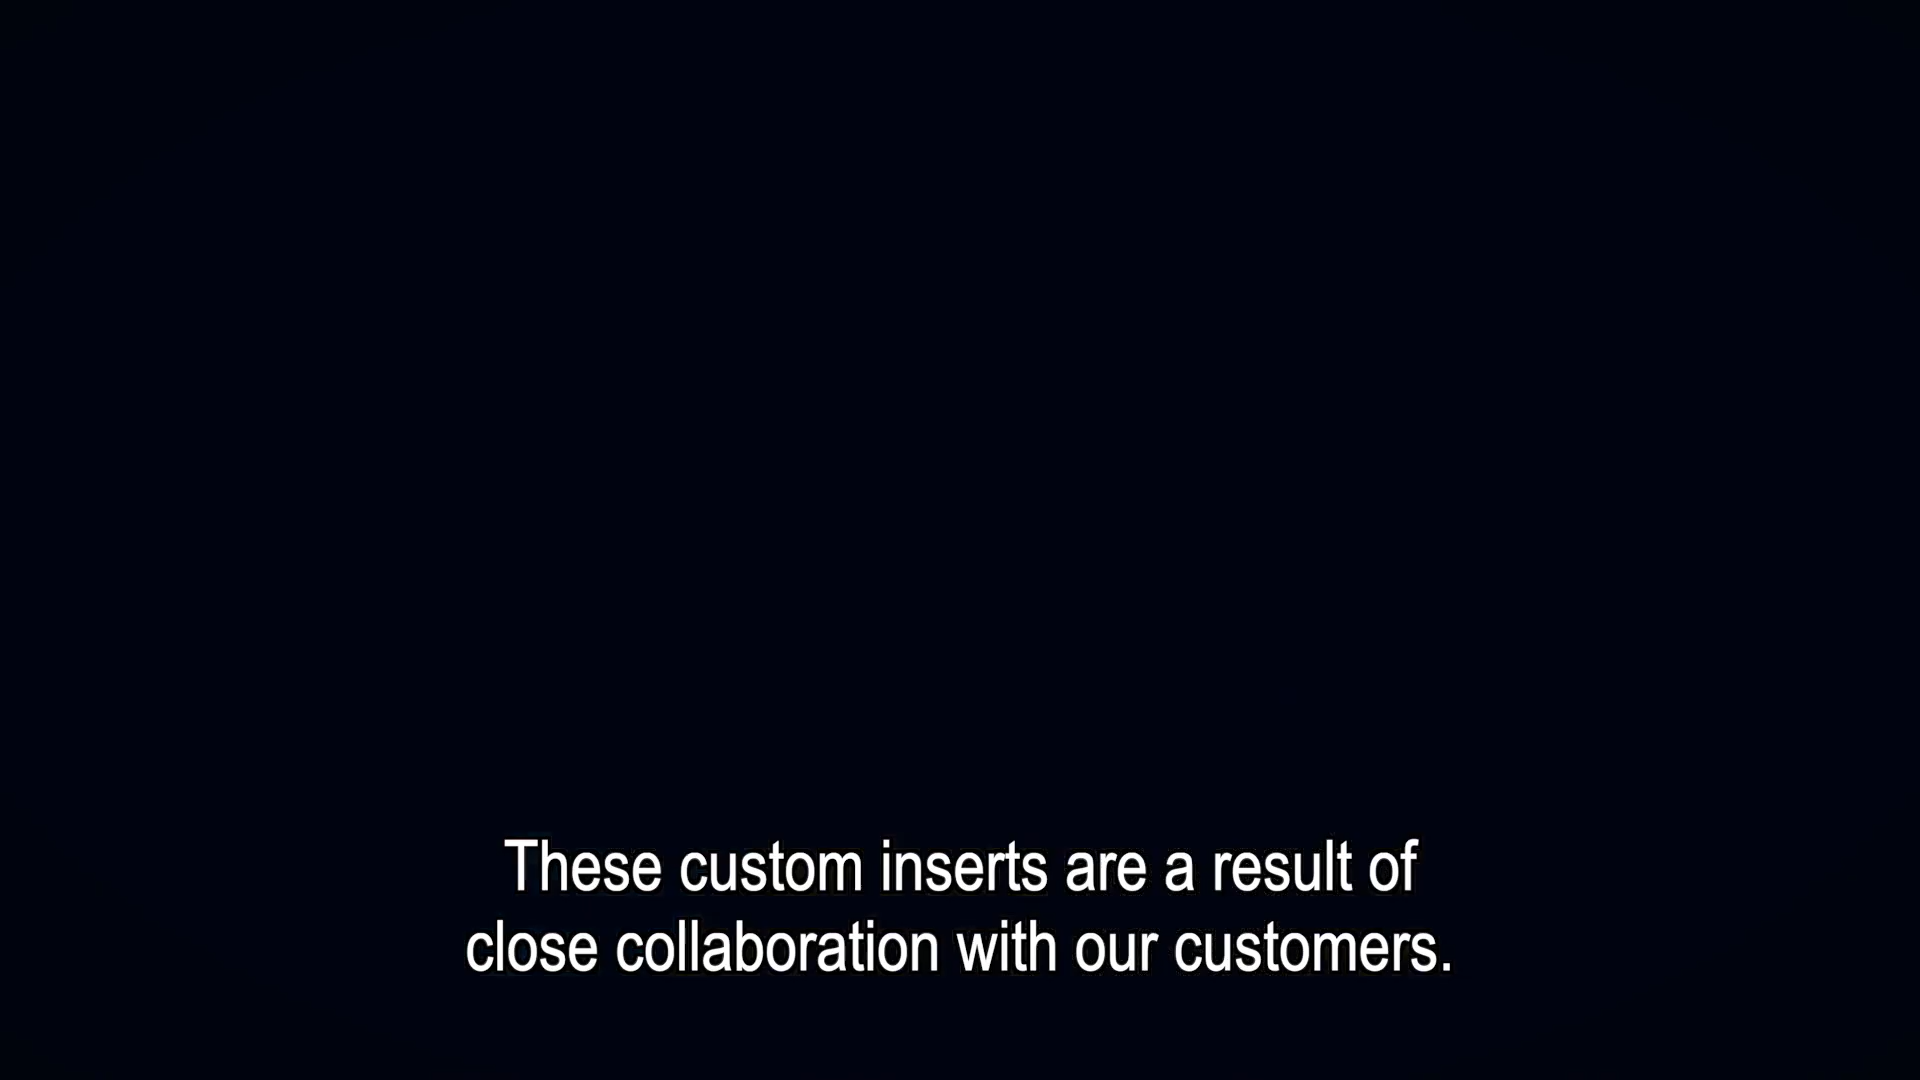 These custom inserts are a result of
close collaboration with our customers.